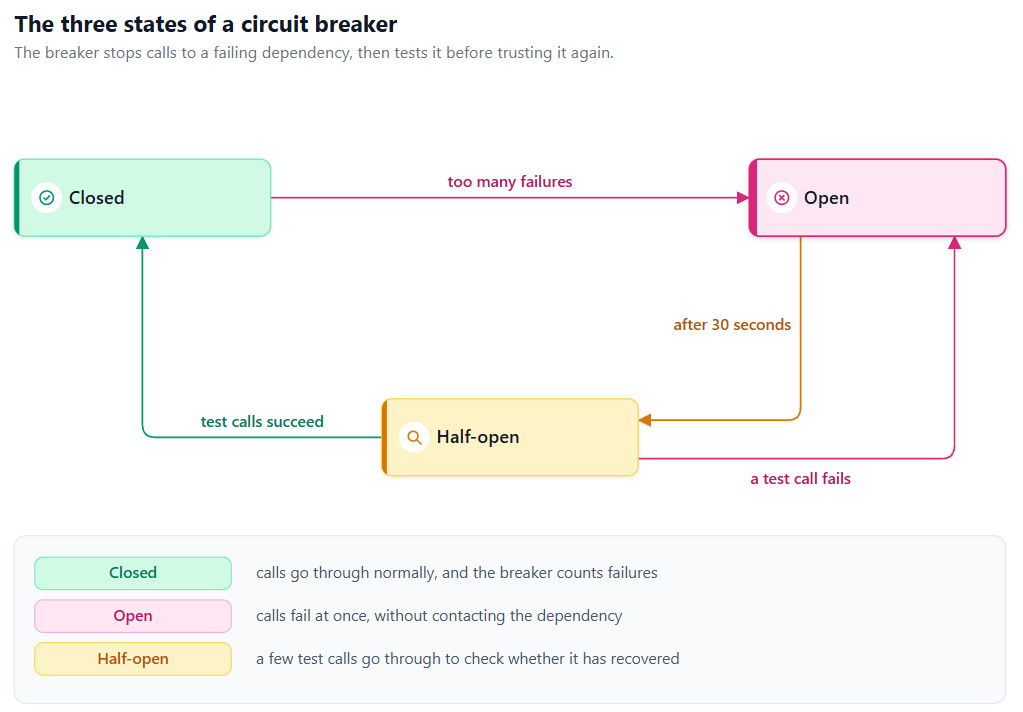 The three states of a circuit breaker
The breaker stops calls to a failing dependency, then tests it before trusting it again.
Closed
too many failures
Open
after 30 seconds
test calls succeed
Half-open
a test call fails
Closed
calls go through normally, and the breaker counts failures
Open
calls fail at once, without contacting the dependency
Half-open
a few test calls go through to check whether it has recovered